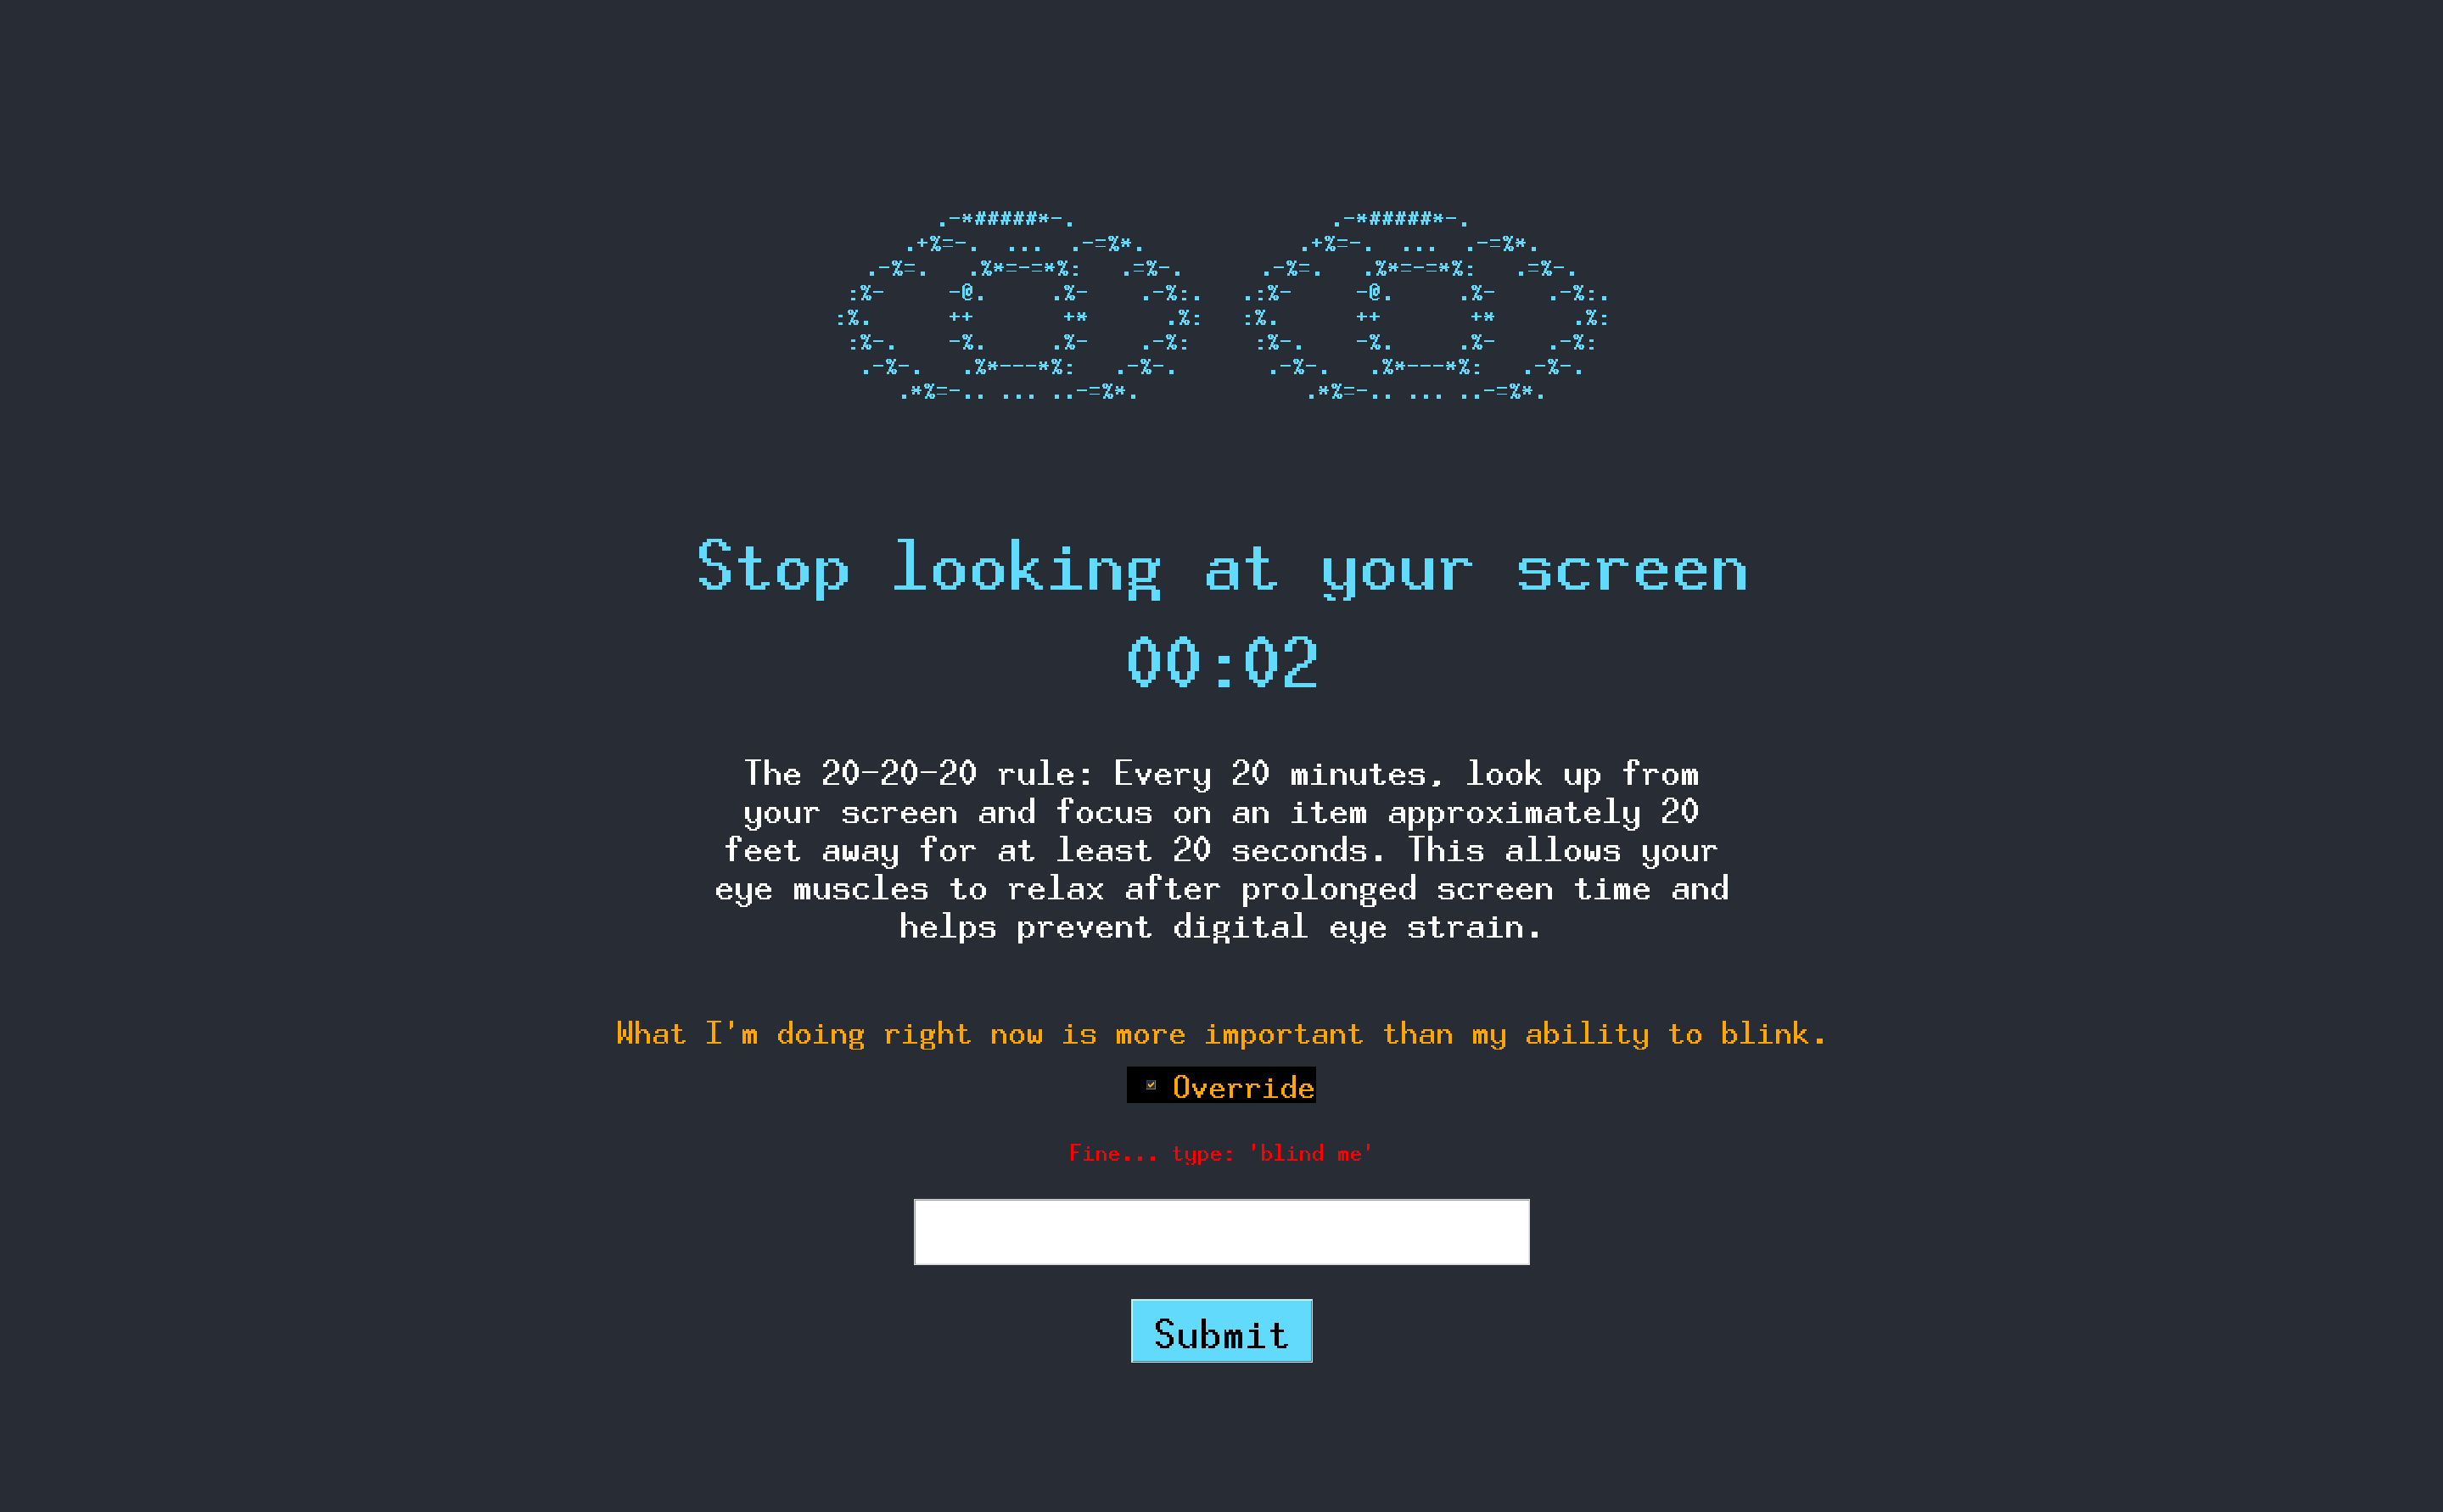 .-*#####*-.                    .-*#####*-.
.+%=-.  ...  .-=%*.            .+%=-.  ...  .-=%*.
.-%=.   .%*=-=*%:   .=%-.      .-%=.   .%*=-=*%:   .=%-.
:%-     -@.     .%-    .-%:.   .:%-     -@.     .%-    .-%:.
:%.      ++       +*      .%:   :%.      ++       +*      .%:
:%-.    -%.     .%-    .-%:     :%-.    -%.     .%-    .-%:
.-%-.   .%*---*%:   .-%-.       .-%-.   .%*---*%:   .-%-.
.*%=-.. ... ..-=%*.             .*%=-.. ... ..-=%*.
Stop looking at your screen
00:02
The 20-20-20 rule: Every 20 minutes, look up from
your screen and focus on an item approximately 20
feet away for at least 20 seconds. This allows your
eye muscles to relax after prolonged screen time and
helps prevent digital eye strain.
What I'm doing right now is more important than my ability to blink.
Override
Fine... type: 'blind me'
Submit